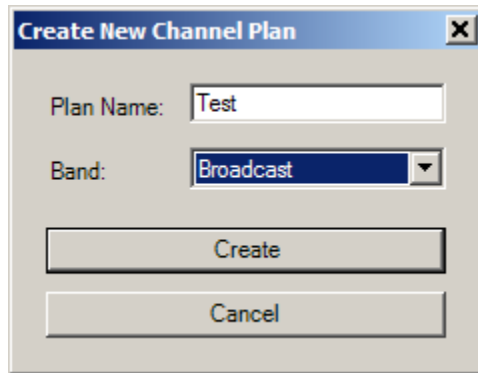 Create New Channel Plan
Plan Name: Test
Band: Broadcast
Create
Cancel